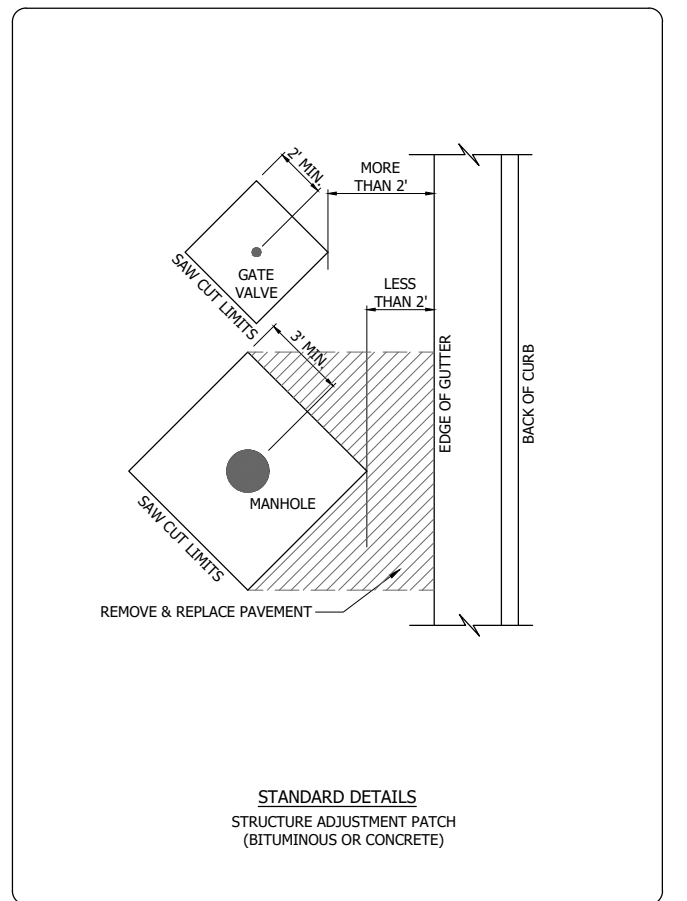 2' MIN.
MORE
THAN 2'
GATE
VALVE
SAW CUT LIMITS
LESS
THAN 2'
3' MIN.
EDGE OF GUTTER
BACK OF CURB
MANHOLE
SAW CUT LIMITS
REMOVE & REPLACE PAVEMENT
STANDARD DETAILS
STRUCTURE ADJUSTMENT PATCH
(BITUMINOUS OR CONCRETE)